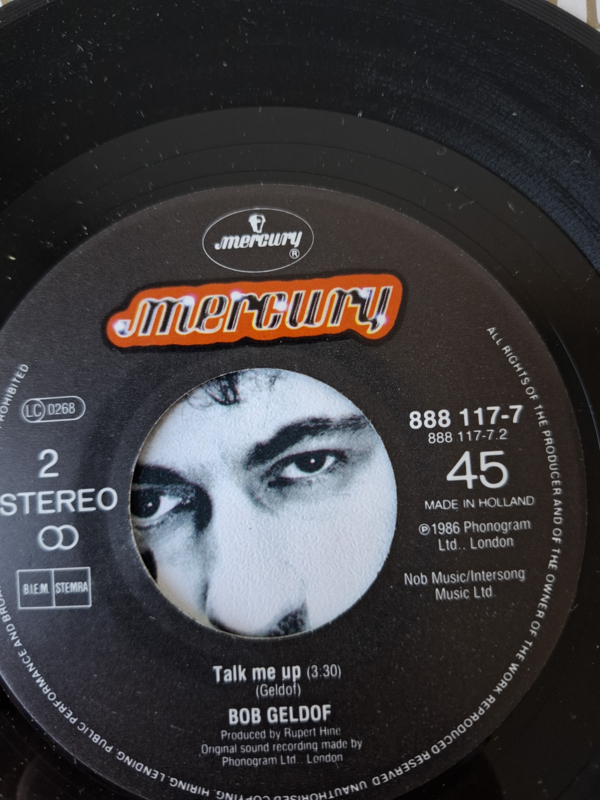 mercury
®
mercury
LC 0268
2
STEREO
B.I.E.M. STEMRA
888 117-7
888 117-7.2
45
MADE IN HOLLAND
℗1986 Phonogram
Ltd.. London
Nob Music/Intersong
Music Ltd
Talk me up (3:30)
(Geldof)
BOB GELDOF
Produced by Rupert Hine
Original sound recording made by
Phonogram Ltd.. London
ALL RIGHTS OF THE PRODUCER AND OF THE OWNER OF THE WORK REPRODUCED RESERVED UNAUTHORISED COPYING, HIRING, LENDING, PUBLIC PERFORMANCE AND